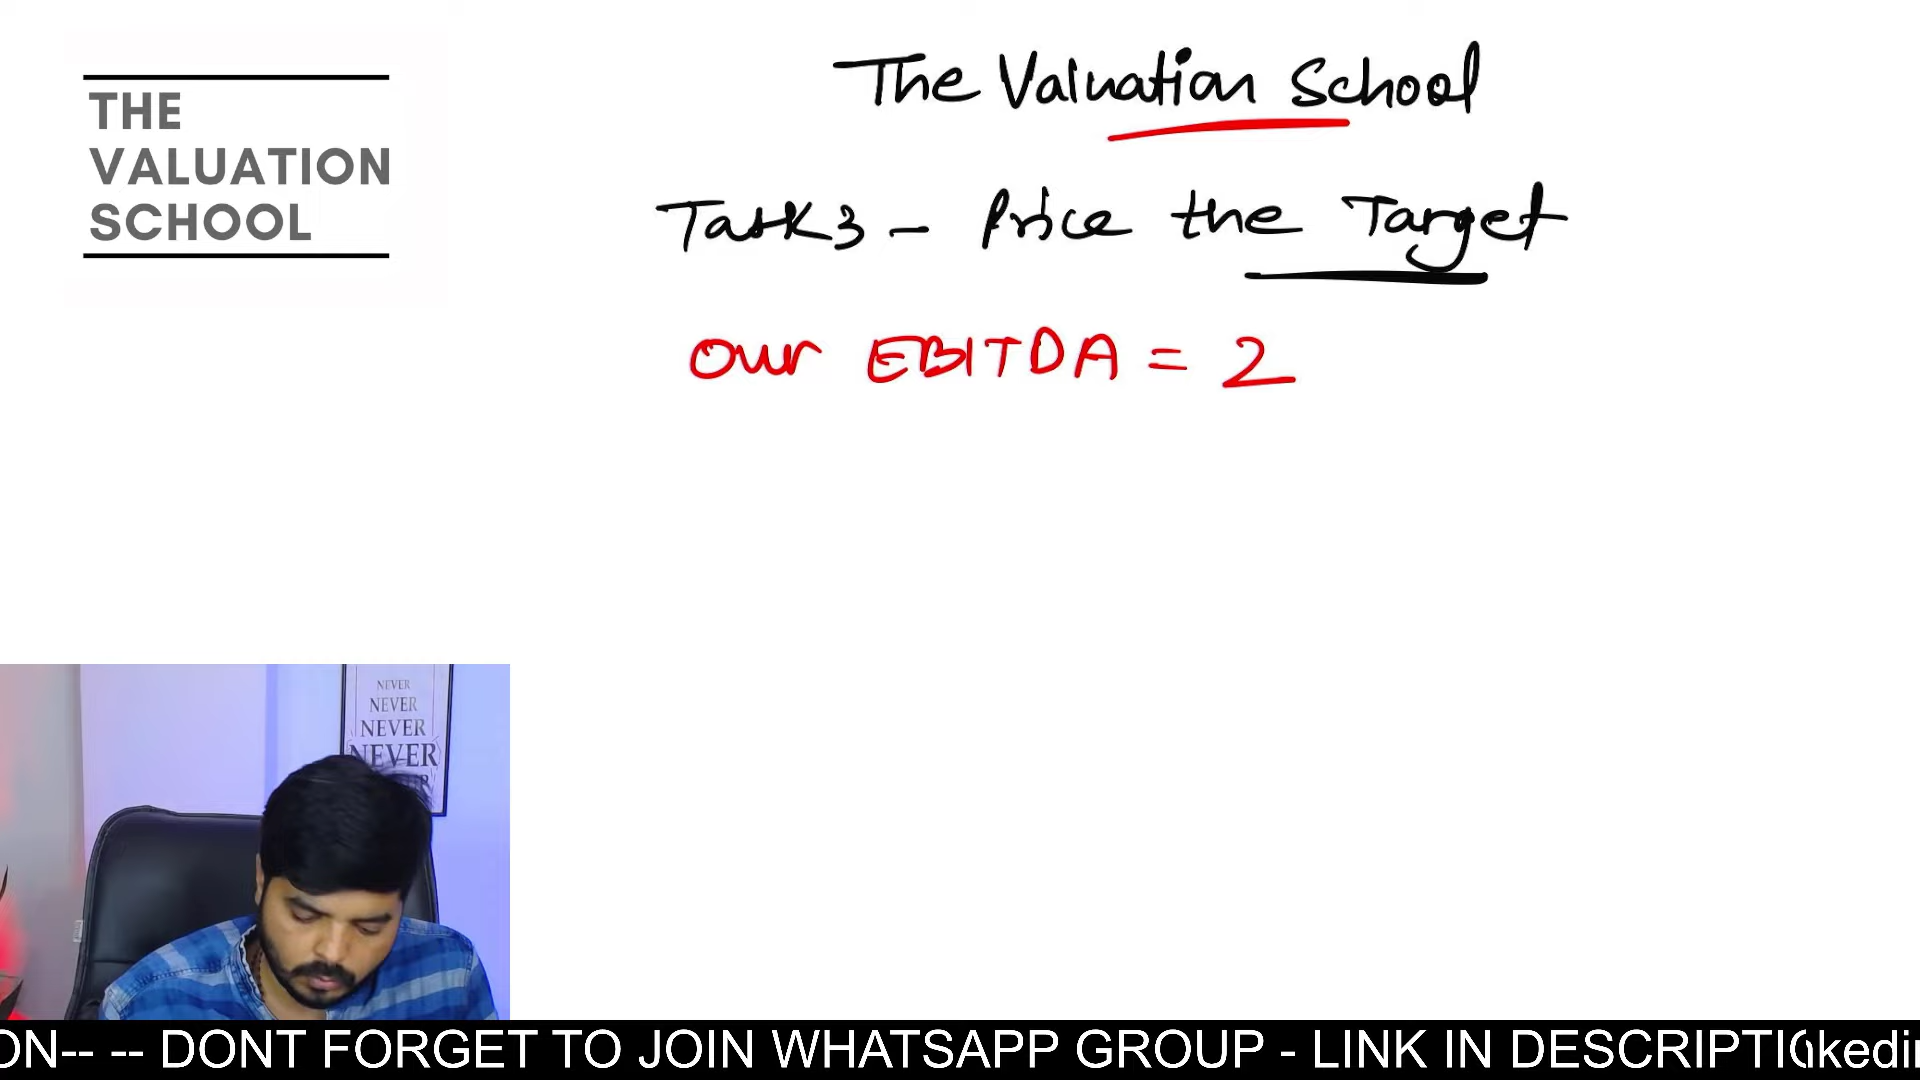 THE
VALUATION
SCHOOL
The Valuation School
Task3 - Price the Target
Our EBITDA = 2
NEVER
NEVER
NEVER
NEVER
ON-- -- DONT FORGET TO JOIN WHATSAPP GROUP - LINK IN DESCRIPTI